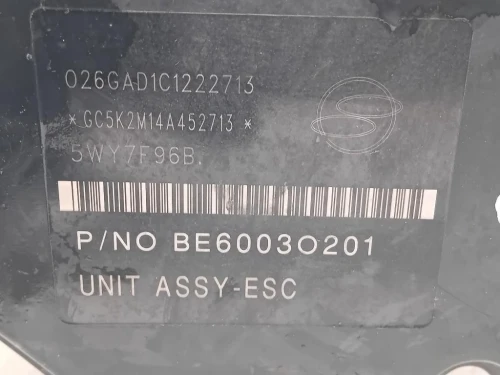 026GAD1C1222713
*GC5K2M14A452713*
5WY7F96B.
P/NO BE60030201
UNIT ASSY-ESC